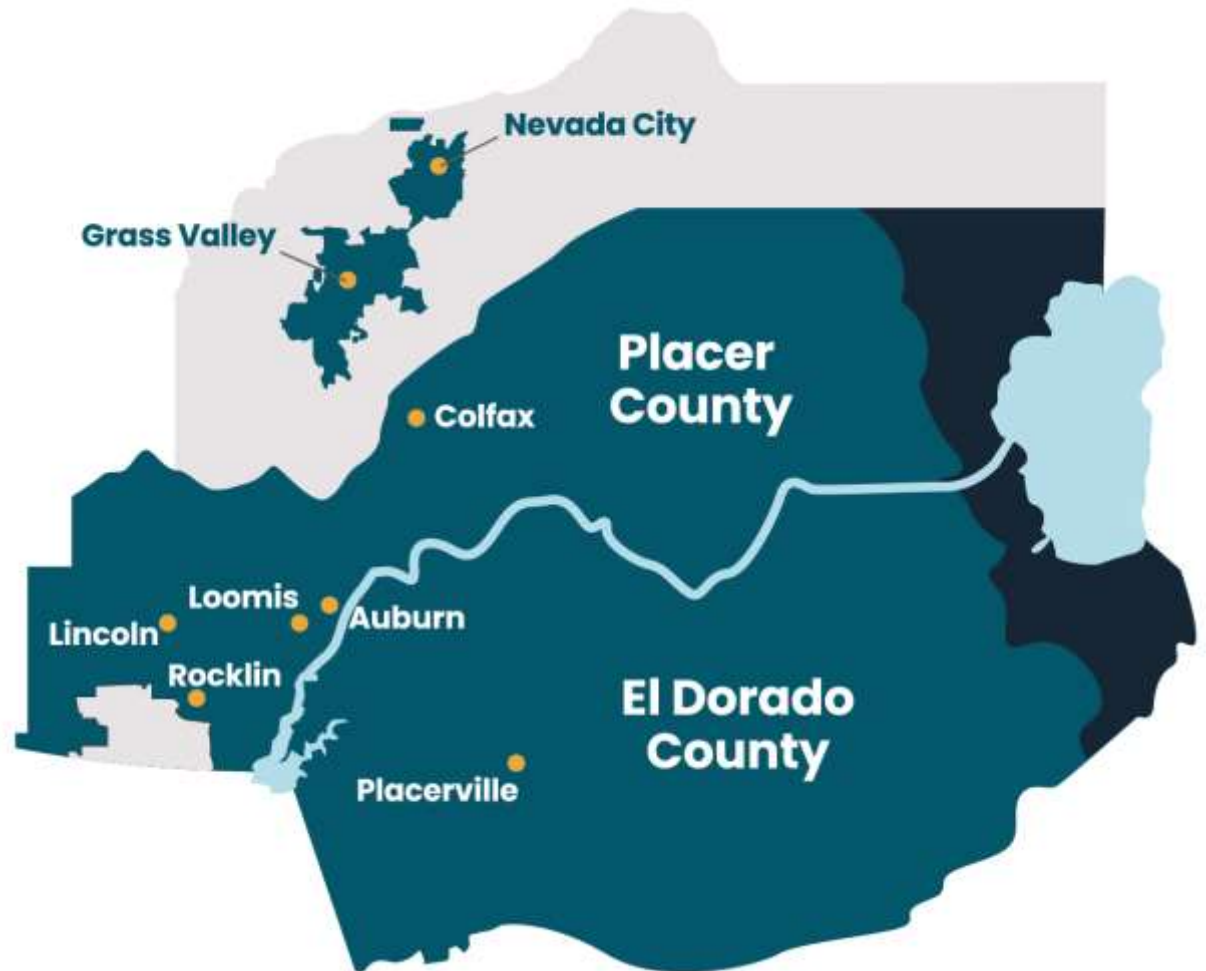 Nevada City
Grass Valley
Placer
County
Colfax
Loomis
Auburn
Lincoln
Rocklin
El Dorado
County
Placerville